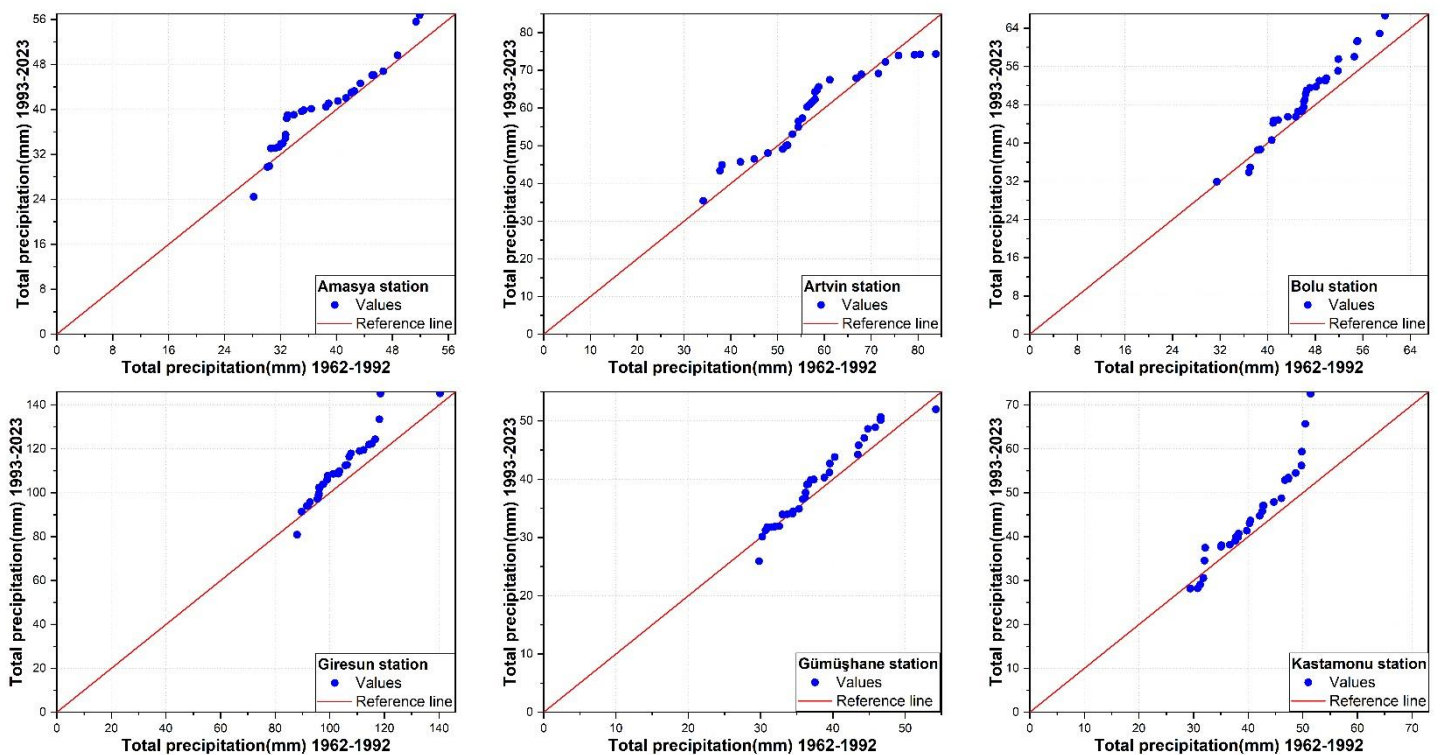 Total precipitation(mm) 1993-2023
56
48
40
32
24
16
8
0
Amasya station
Values
Reference line
0 8 16 24 32 40 48 56
Total precipitation(mm) 1962-1992
Total precipitation(mm) 1993-2023
80
70
60
50
40
30
20
10
0
Artvin station
Values
Reference line
0 10 20 30 40 50 60 70 80
Total precipitation(mm) 1962-1992
Total precipitation(mm) 1993-2023
64
56
48
40
32
24
16
8
0
Bolu station
Values
Reference line
0 8 16 24 32 40 48 56 64
Total precipitation(mm) 1962-1992
Total precipitation(mm) 1993-2023
140
120
100
80
60
40
20
0
Giresun station
Values
Reference line
0 20 40 60 80 100 120 140
Total precipitation(mm) 1962-1992
Total precipitation(mm) 1993-2023
50
40
30
20
10
0
Gümüşhane station
Values
Reference line
0 10 20 30 40 50
Total precipitation(mm) 1962-1992
Total precipitation(mm) 1993-2023
70
60
50
40
30
20
10
0
Kastamonu station
Values
Reference line
0 10 20 30 40 50 60 70
Total precipitation(mm) 1962-1992